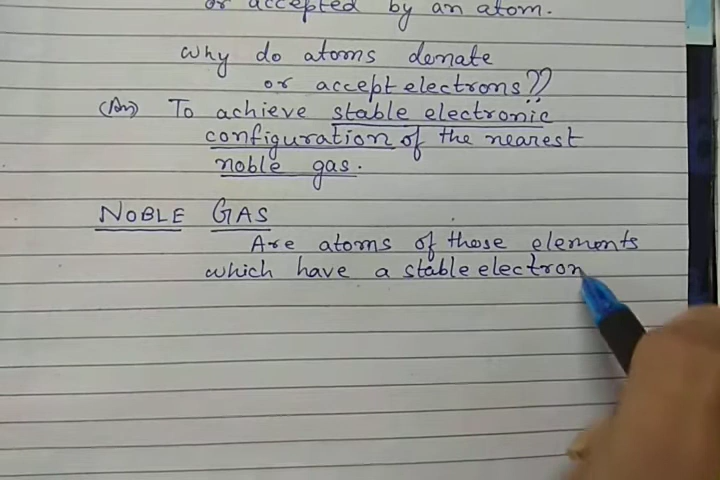 or accepted by an atom.
Why do atoms donate
or accept electrons??
(An) To achieve stable electronic
configuration of the nearest
noble gas.
NOBLE GAS
Are atoms of those elements
which have a stable electron